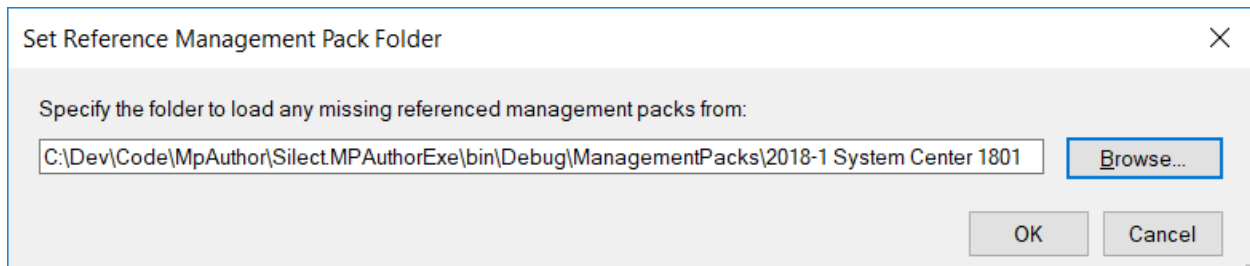 Set Reference Management Pack Folder
Specify the folder to load any missing referenced management packs from:
C:\Dev\Code\MpAuthor\Silect.MPAuthorExe\bin\Debug\ManagementPacks\2018-1 System Center 1801
Browse...
OK
Cancel